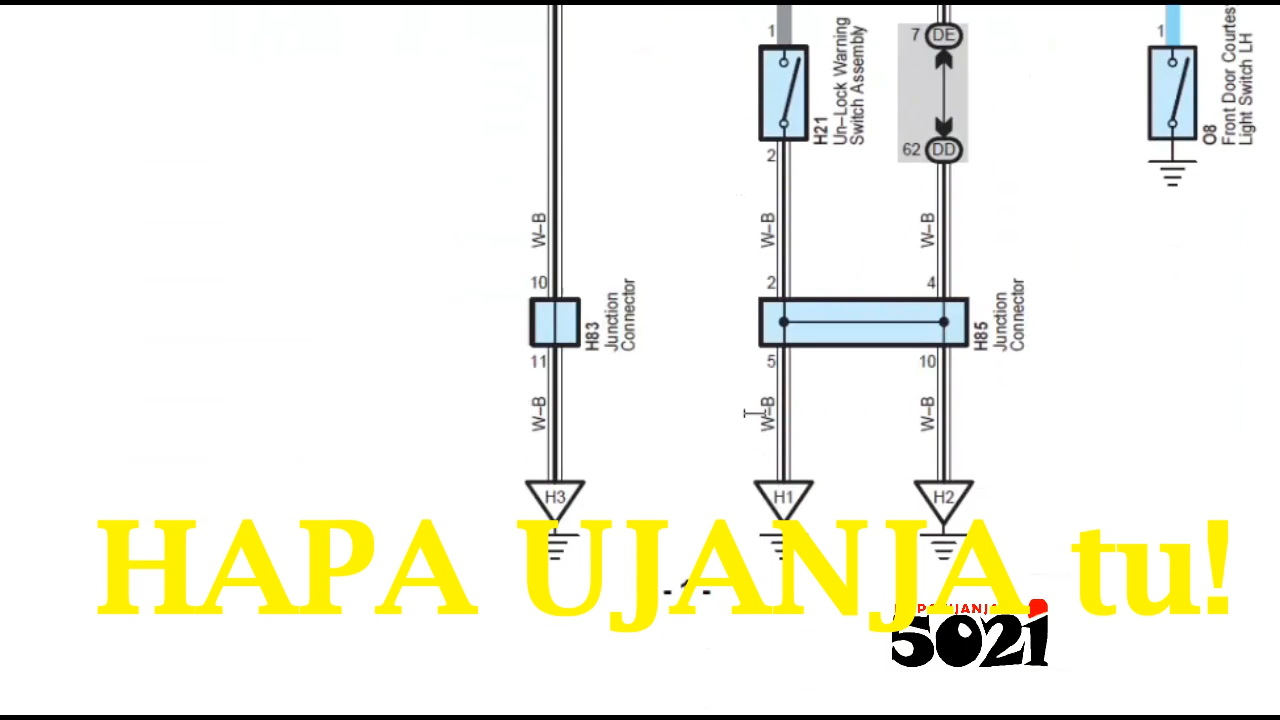 1
7 DE
1
H21
Un-Lock Warning
Switch Assembly
O8
Front Door Courtes
Light Switch LH
2
62 DD
W-B
W-B
W-B
10
2
4
H83
Junction
Connector
H85
Junction
Connector
11
5
10
W-B
W-B
W-B
H3
H1
H2
HAPA UJANJA tu!
5021